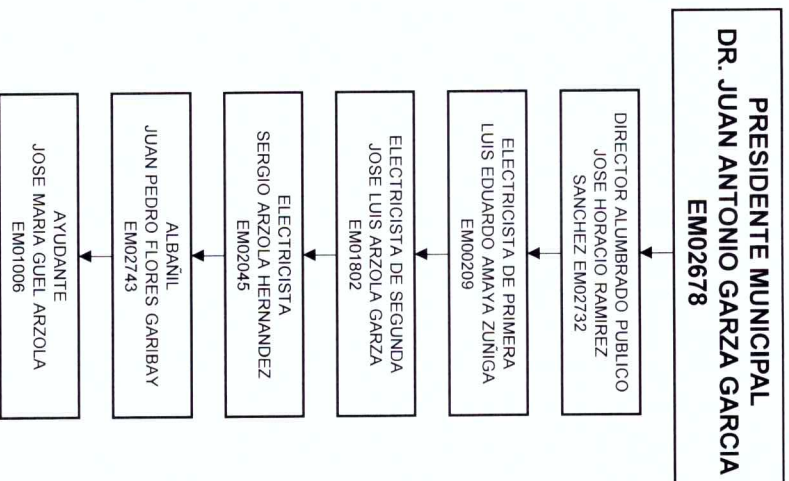 PRESIDENTE MUNICIPAL
DR. JUAN ANTONIO GARZA GARCIA
EM02678
DIRECTOR ALUMBRADO PUBLICO
JOSE HORACIO RAMIREZ
SANCHEZ EM02732
ELECTRICISTA DE PRIMERA
LUIS EDUARDO AMAYA ZUÑIGA
EM00209
ELECTRICISTA DE SEGUNDA
JOSE LUIS ARZOLA GARZA
EM01802
ELECTRICISTA
SERGIO ARZOLA HERNANDEZ
EM02045
ALBAÑIL
JUAN PEDRO FLORES GARIBAY
EM02743
AYUDANTE
JOSE MARIA GUEL ARZOLA
EM01006